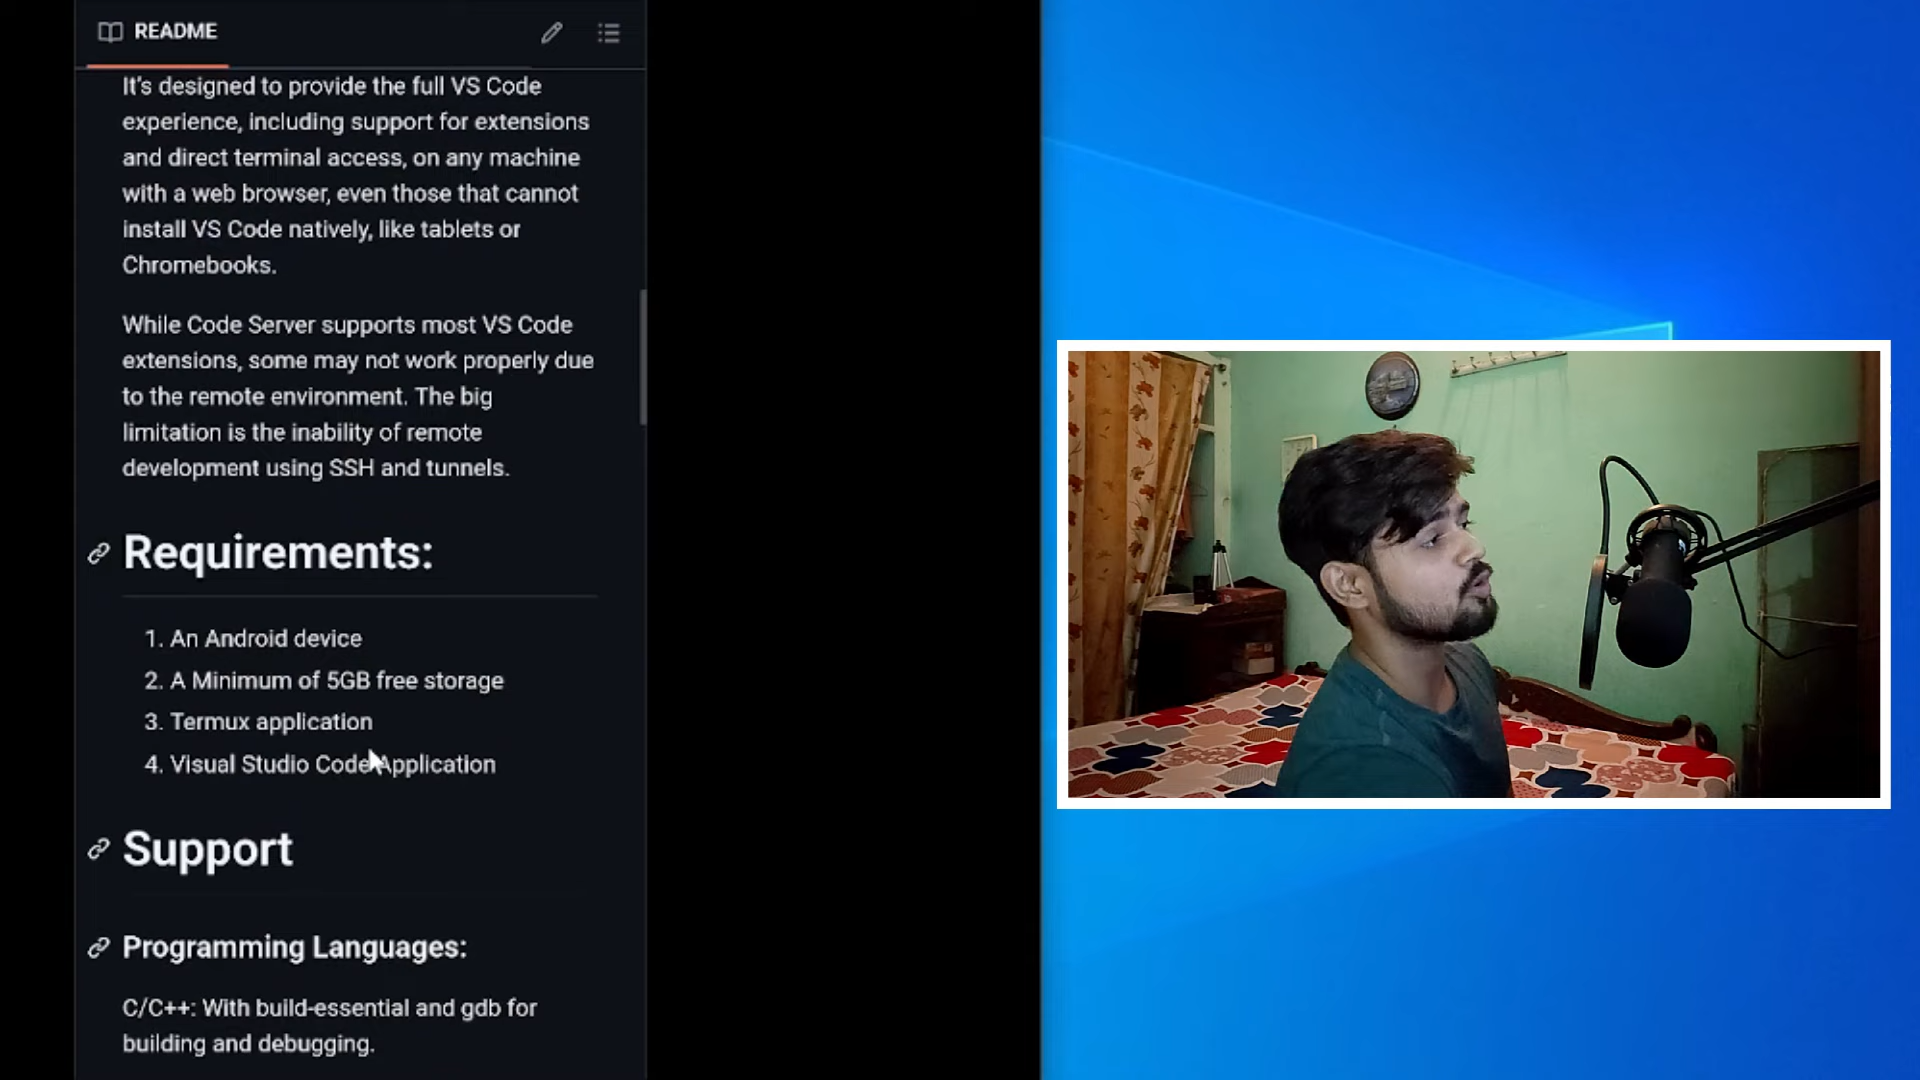 README
It's designed to provide the full VS Code
experience, including support for extensions
and direct terminal access, on any machine
with a web browser, even those that cannot
install VS Code natively, like tablets or
Chromebooks.
While Code Server supports most VS Code
extensions, some may not work properly due
to the remote environment. The big
limitation is the inability of remote
development using SSH and tunnels.
Requirements:
1. An Android device
2. A Minimum of 5GB free storage
3. Termux application
4. Visual Studio Code Application
Support
Programming Languages:
C/C++: With build-essential and gdb for
building and debugging.